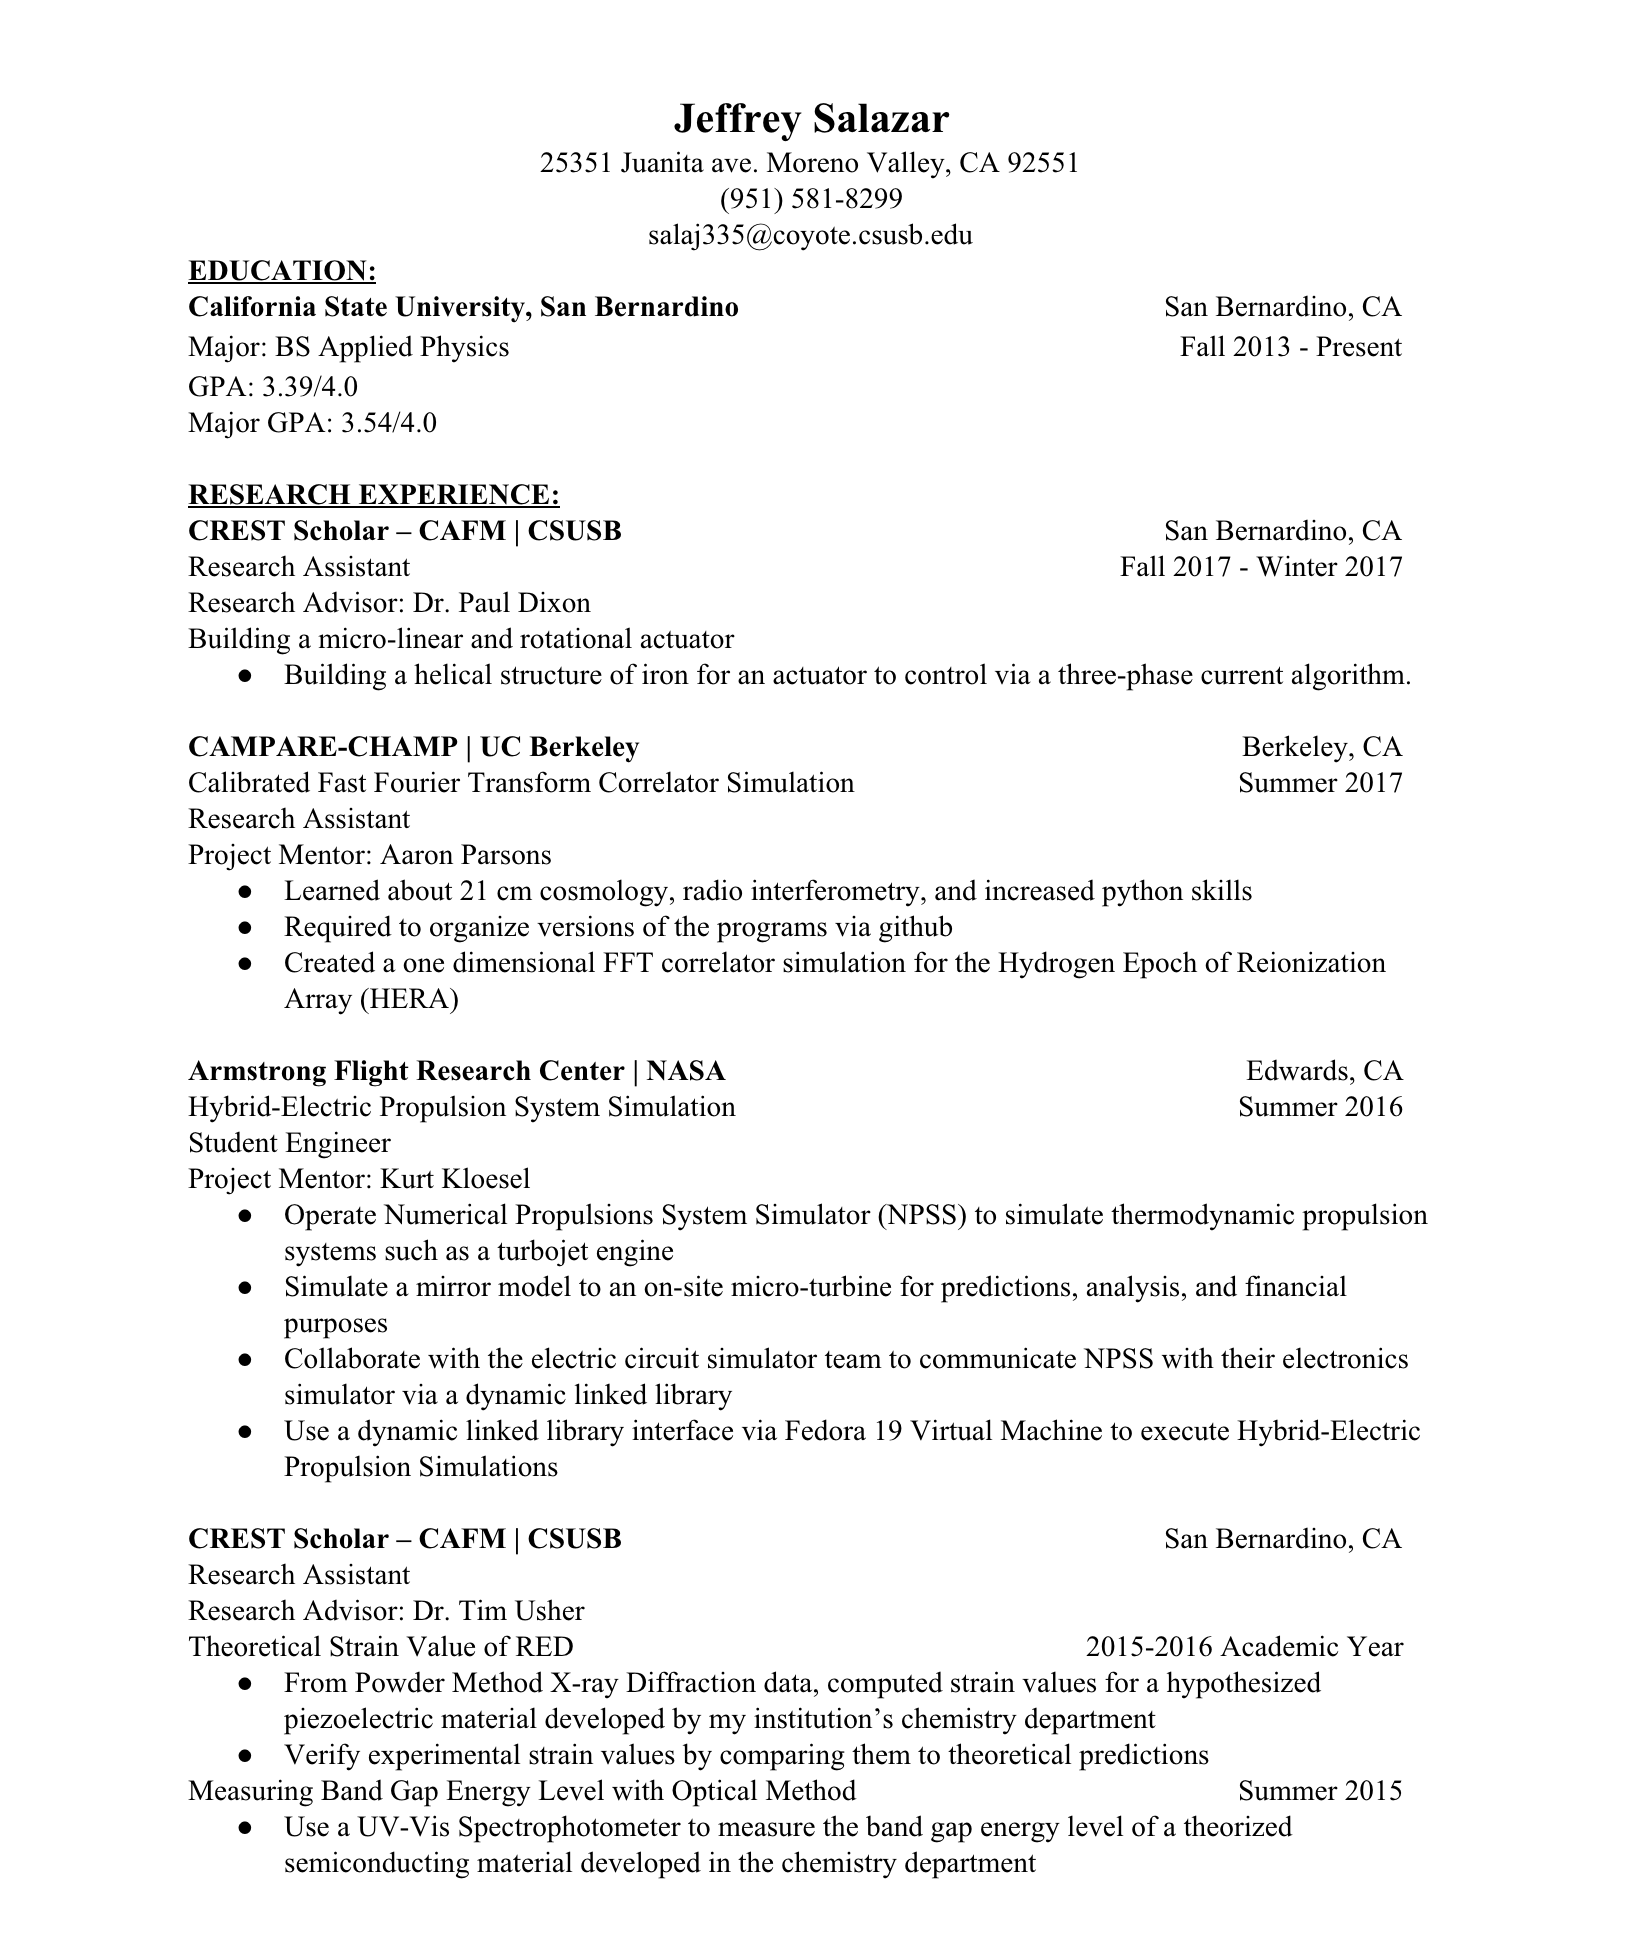 Jeffrey Salazar
25351 Juanita ave. Moreno Valley, CA 92551
(951) 581-8299
salaj335@coyote.csusb.edu
EDUCATION:
California State University, San Bernardino San Bernardino, CA
Major: BS Applied Physics Fall 2013 - Present
GPA: 3.39/4.0
Major GPA: 3.54/4.0
RESEARCH EXPERIENCE:
CREST Scholar – CAFM | CSUSB San Bernardino, CA
Research Assistant Fall 2017 - Winter 2017
Research Advisor: Dr. Paul Dixon
Building a micro-linear and rotational actuator
● Building a helical structure of iron for an actuator to control via a three-phase current algorithm.
CAMPARE-CHAMP | UC Berkeley Berkeley, CA
Calibrated Fast Fourier Transform Correlator Simulation Summer 2017
Research Assistant
Project Mentor: Aaron Parsons
● Learned about 21 cm cosmology, radio interferometry, and increased python skills
● Required to organize versions of the programs via github
● Created a one dimensional FFT correlator simulation for the Hydrogen Epoch of Reionization
Array (HERA)
Armstrong Flight Research Center | NASA Edwards, CA
Hybrid-Electric Propulsion System Simulation Summer 2016
Student Engineer
Project Mentor: Kurt Kloesel
● Operate Numerical Propulsions System Simulator (NPSS) to simulate thermodynamic propulsion
systems such as a turbojet engine
● Simulate a mirror model to an on-site micro-turbine for predictions, analysis, and financial
purposes
● Collaborate with the electric circuit simulator team to communicate NPSS with their electronics
simulator via a dynamic linked library
● Use a dynamic linked library interface via Fedora 19 Virtual Machine to execute Hybrid-Electric
Propulsion Simulations
CREST Scholar – CAFM | CSUSB San Bernardino, CA
Research Assistant
Research Advisor: Dr. Tim Usher
Theoretical Strain Value of RED 2015-2016 Academic Year
● From Powder Method X-ray Diffraction data, computed strain values for a hypothesized
piezoelectric material developed by my institution’s chemistry department
● Verify experimental strain values by comparing them to theoretical predictions
Measuring Band Gap Energy Level with Optical Method Summer 2015
● Use a UV-Vis Spectrophotometer to measure the band gap energy level of a theorized
semiconducting material developed in the chemistry department